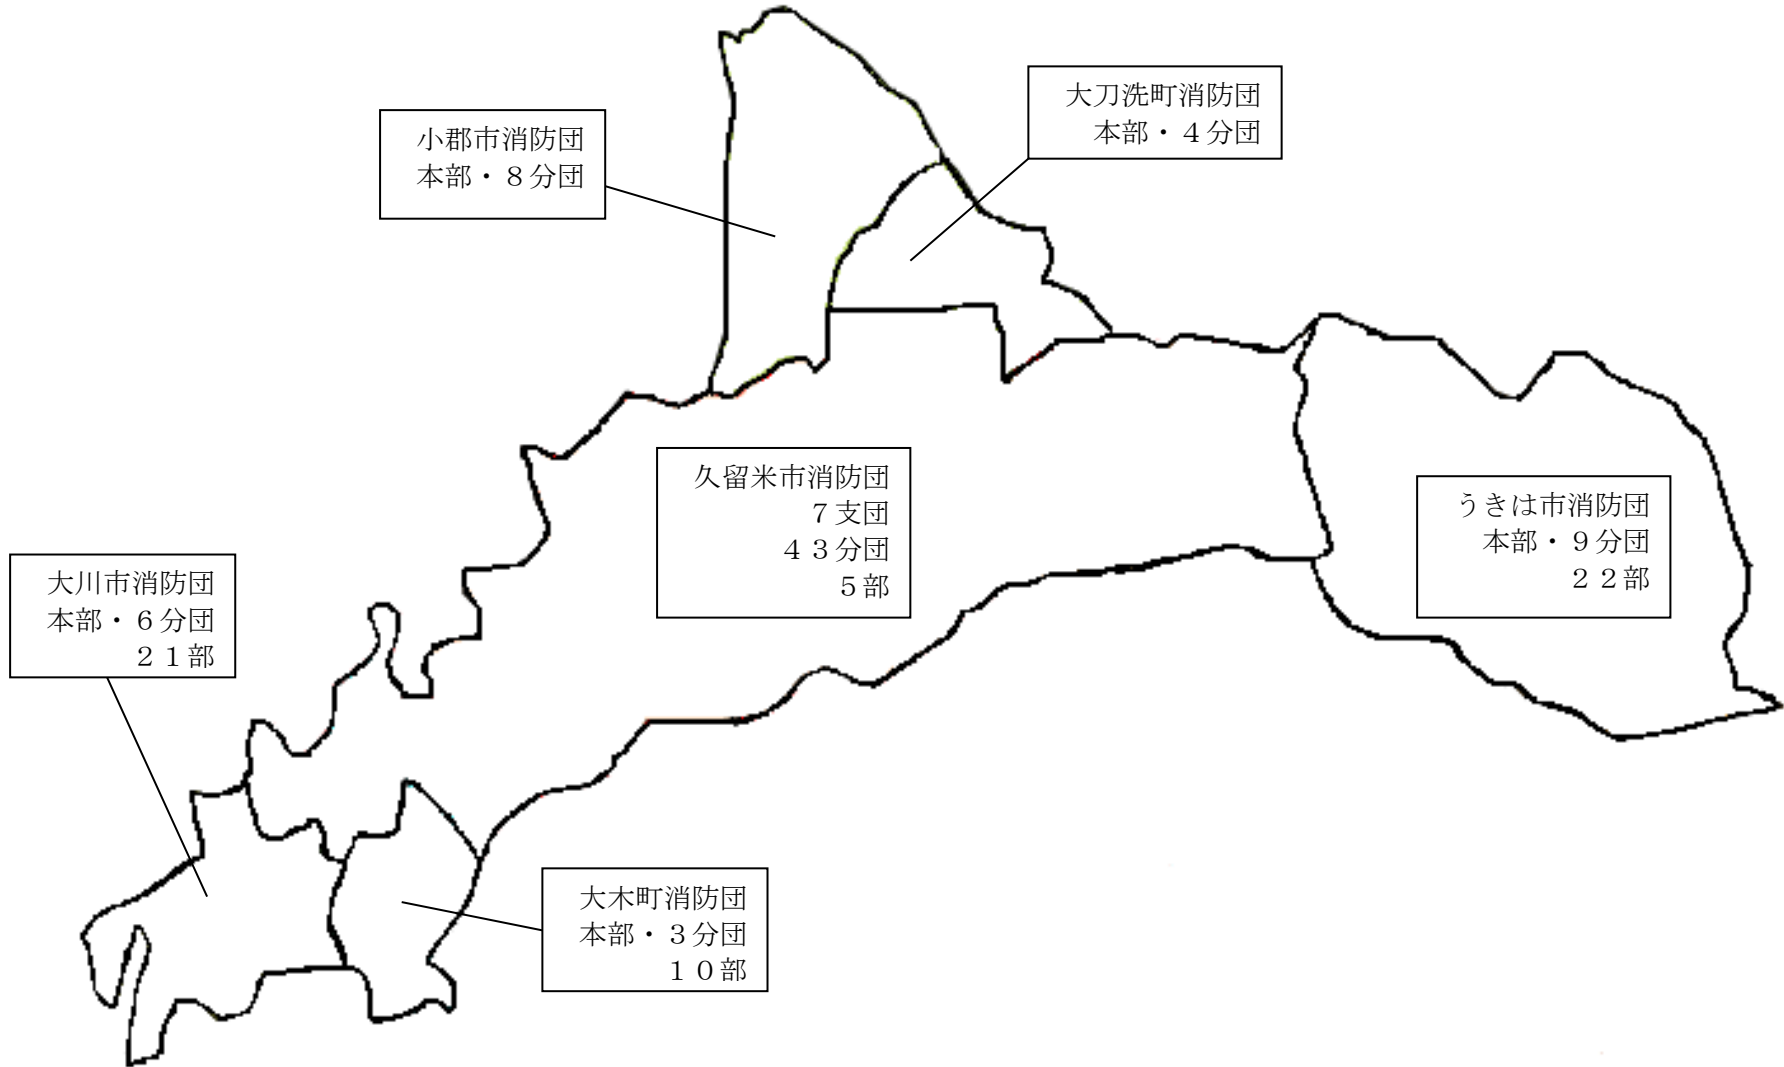 大刀洗町消防団
本部・４分団
小郡市消防団
本部・８分団
久留米市消防団
７支団
４３分団
５部
うきは市消防団
本部・９分団
２２部
大川市消防団
本部・６分団
２１部
大木町消防団
本部・３分団
１０部